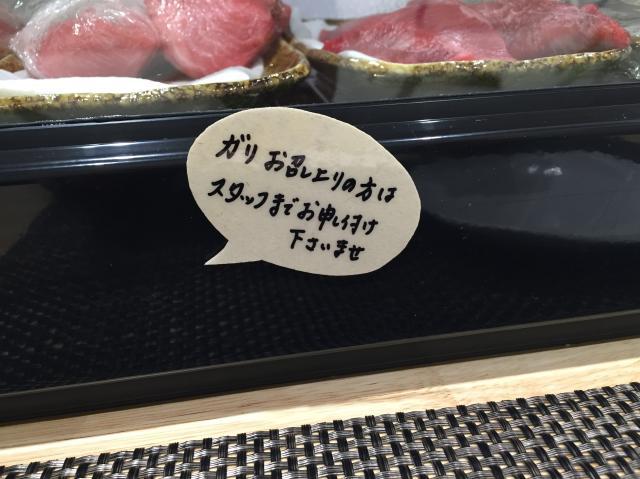 ガリ お召し上りの方は
スタッフまでお申し付け
下さいませ